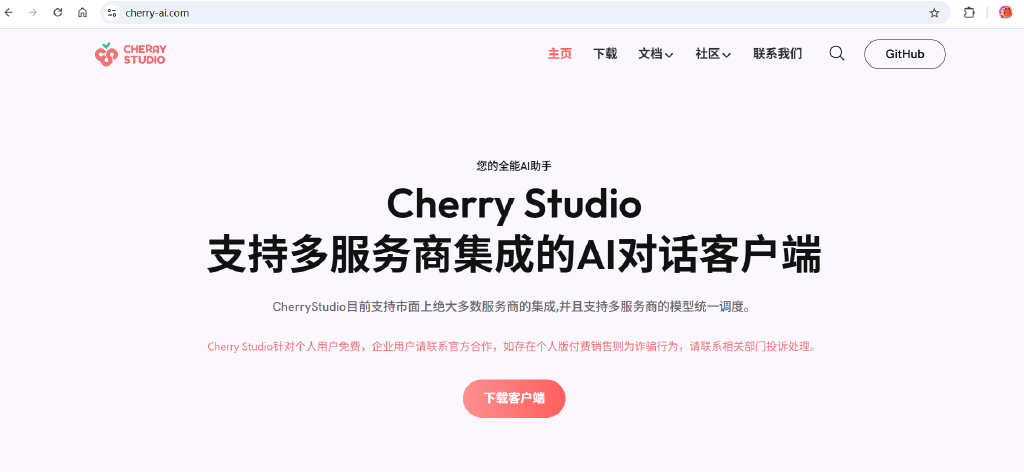 cherry-ai.com
CHERRY
STUDIO
主页 下载 文档 社区 联系我们 GitHub
您的全能AI助手
Cherry Studio
支持多服务商集成的AI对话客户端
CherryStudio目前支持市面上绝大多数服务商的集成,并且支持多服务商的模型统一调度。
Cherry Studio针对个人用户免费，企业用户请联系官方合作，如存在个人版付费销售则为诈骗行为，请联系相关部门投诉处理。
下载客户端